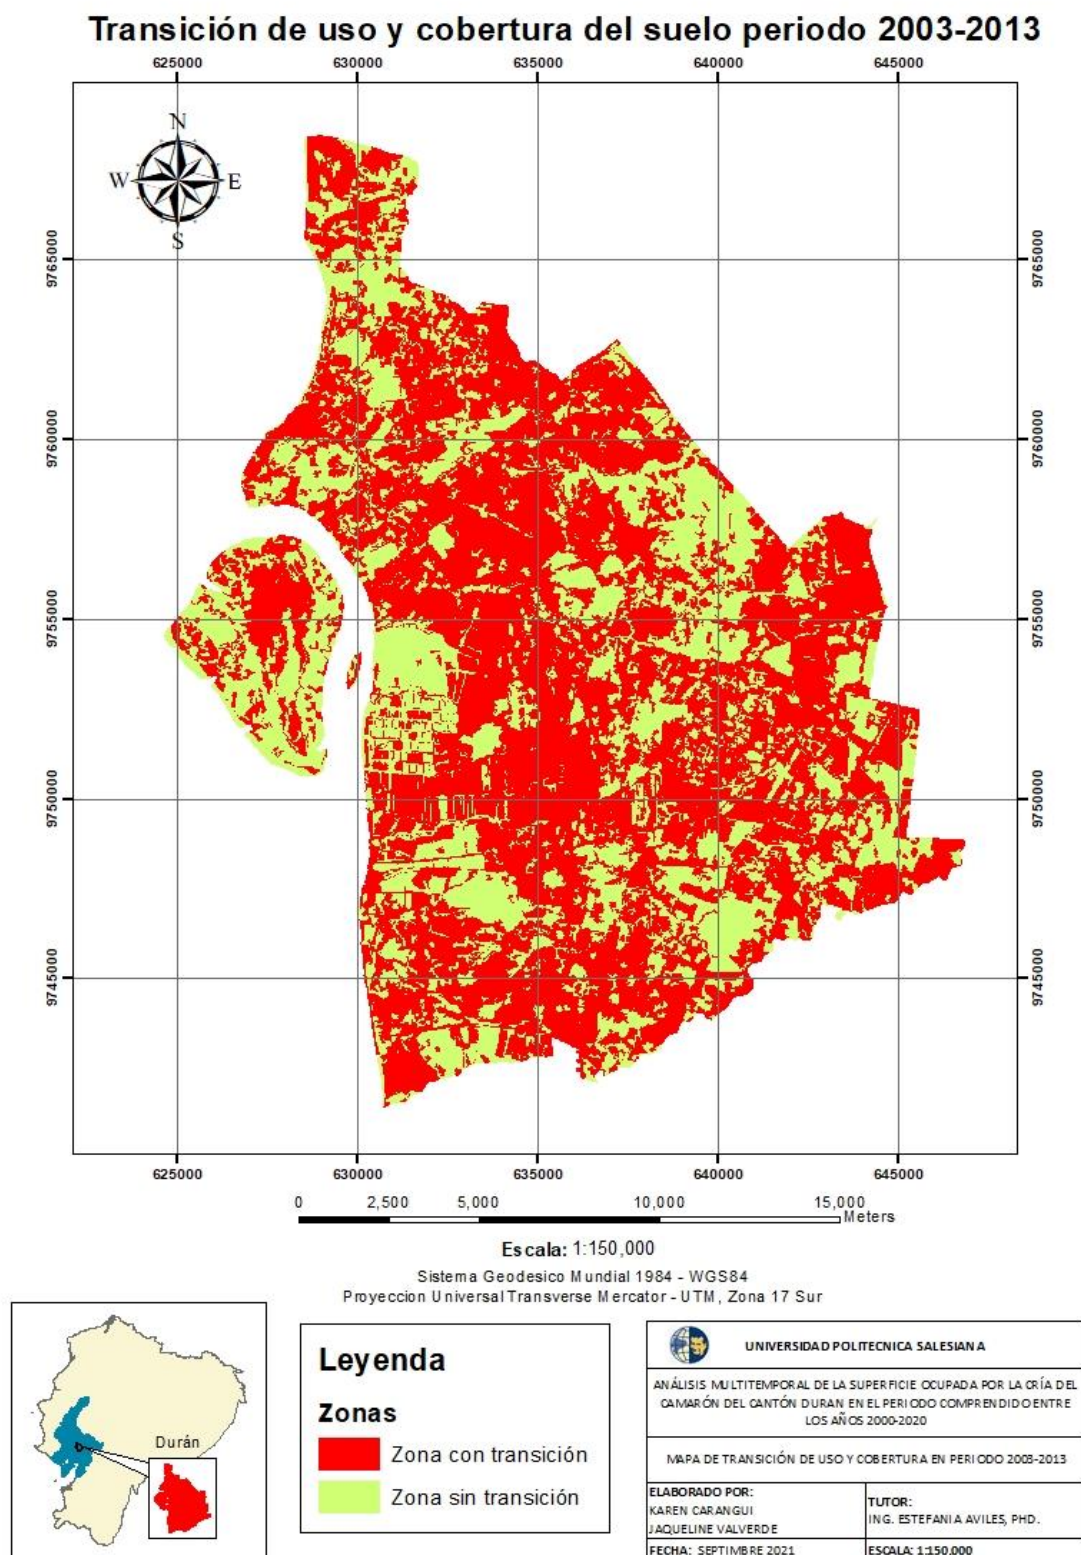 Transición de uso y cobertura del suelo periodo 2003-2013
625000 630000 635000 640000 645000
N
W E
S
9765000 9765000
9760000 9760000
9755000 9755000
9750000 9750000
9745000 9745000
625000 630000 635000 640000 645000
0 2,500 5,000 10,000 15,000
Meters
Escala: 1:150,000
Sistema Geodesico Mundial 1984 - WGS84
Proyeccion Universal Transverse Mercator - UTM, Zona 17 Sur
Durán
Leyenda
Zonas
Zona con transición
Zona sin transición
UNIVERSIDAD POLITECNICA SALESIANA
ANÁLISIS MULTITEMPORAL DE LA SUPERFICIE OCUPADA POR LA CRÍA DEL
CAMARÓN DEL CANTÓN DURAN EN EL PERIODO COMPRENDIDO ENTRE
LOS AÑOS 2000-2020
MAPA DE TRANSICIÓN DE USO Y COBERTURA EN PERIODO 2003-2013
ELABORADO POR:
KAREN CARANGUI
JAQUELINE VALVERDE
TUTOR:
ING. ESTEFANIA AVILES, PHD.
FECHA: SEPTIMBRE 2021
ESCALA: 1:150.000